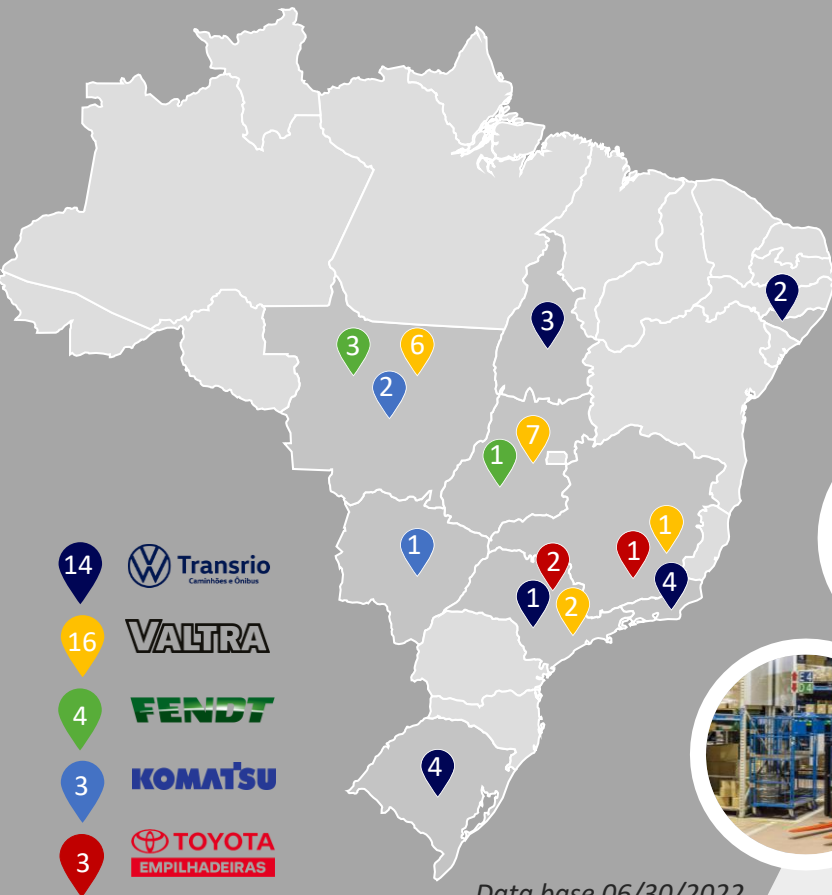 2
3
3
6
2
7
1
1
1
2
1
4
1
2
4
14
Transrio
Caminhões e Ônibus
16
VALTRA
4
FENDT
3
KOMATSU
3
TOYOTA
EMPILHADEIRAS
Data base 06/30/2022